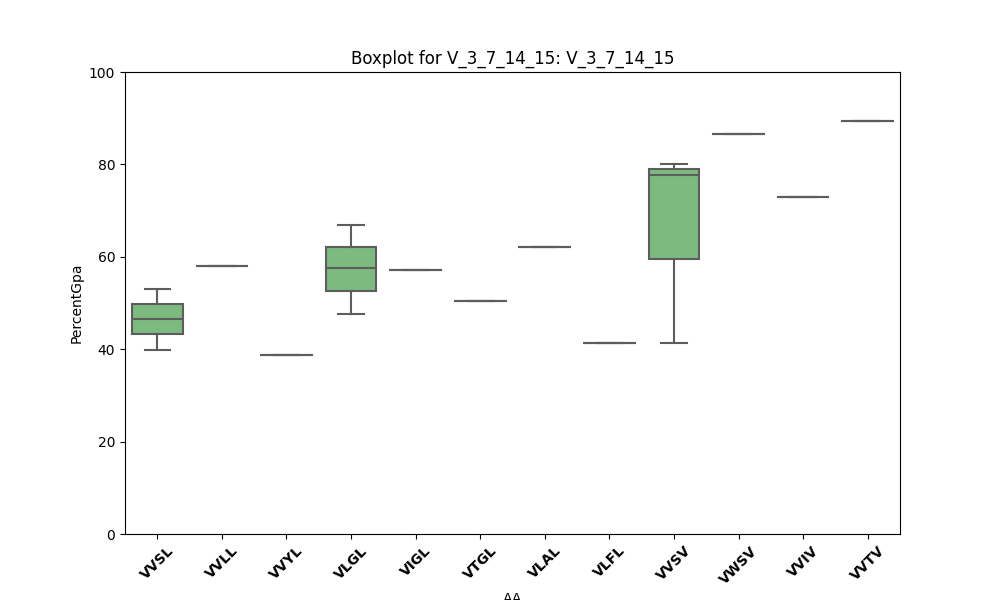 Boxplot for V_3_7_14_15: V_3_7_14_15
100
80
60
40
20
0
PercentGpa
VVSL
VVLL
VVYL
VLGL
VIGL
VTGL
VLAL
VLFL
VVSV
VWSV
VVIV
VVTV
AA